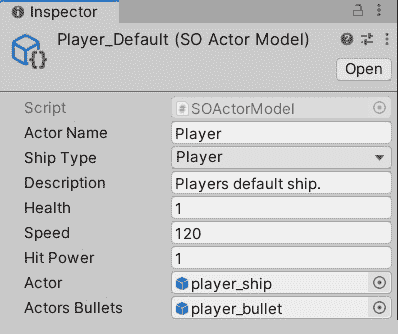 Inspector
Player_Default (SO Actor Model)
Open
Script # SOActorModel
Actor Name Player
Ship Type Player
Description Players default ship.
Health 1
Speed 120
Hit Power 1
Actor player_ship
Actors Bullets player_bullet